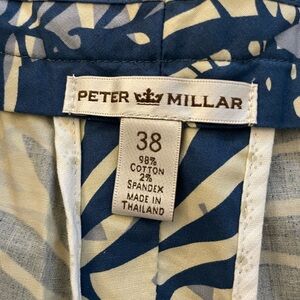 PETER MILLAR
38
98%
COTTON
2%
SPANDEX
MADE IN
THAILAND